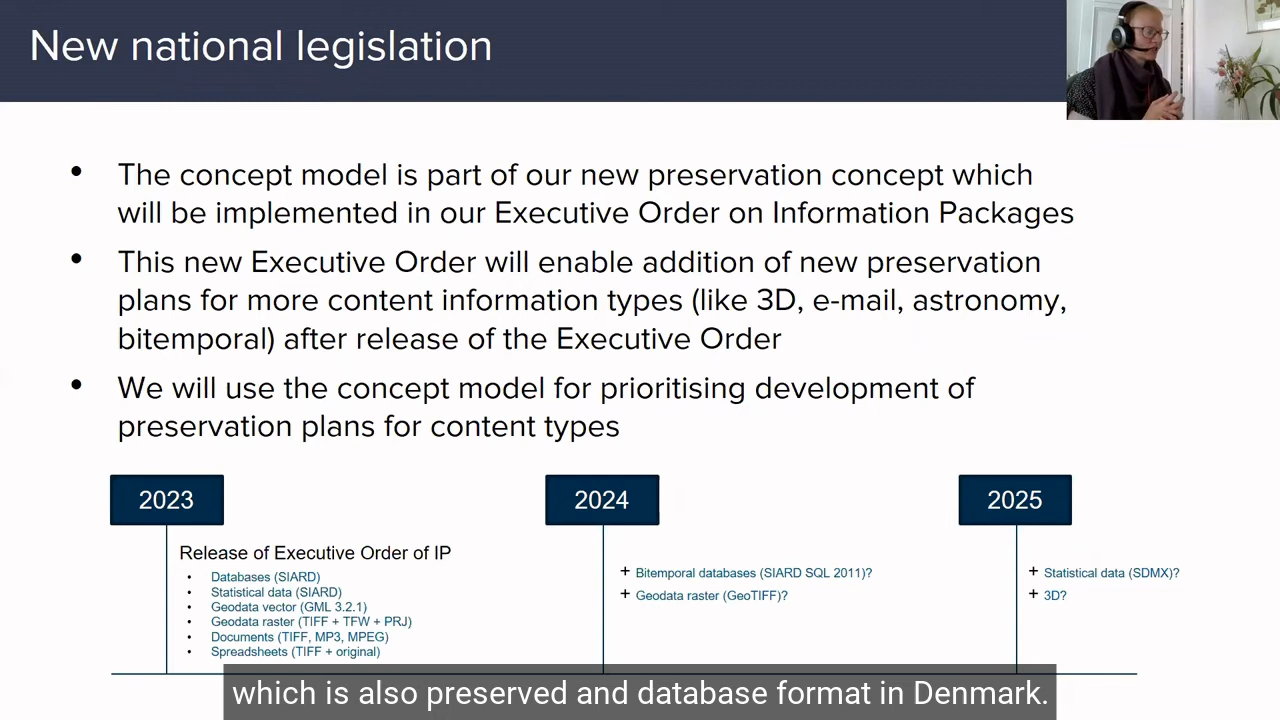 New national legislation
• The concept model is part of our new preservation concept which
will be implemented in our Executive Order on Information Packages
• This new Executive Order will enable addition of new preservation
plans for more content information types (like 3D, e-mail, astronomy,
bitemporal) after release of the Executive Order
• We will use the concept model for prioritising development of
preservation plans for content types
2023
Release of Executive Order of IP
• Databases (SIARD)
• Statistical data (SIARD)
• Geodata vector (GML 3.2.1)
• Geodata raster (TIFF + TFW + PRJ)
• Documents (TIFF, MP3, MPEG)
• Spreadsheets (TIFF + original)
2024
+ Bitemporal databases (SIARD SQL 2011)?
+ Geodata raster (GeoTIFF)?
2025
+ Statistical data (SDMX)?
+ 3D?
which is also preserved and database format in Denmark.